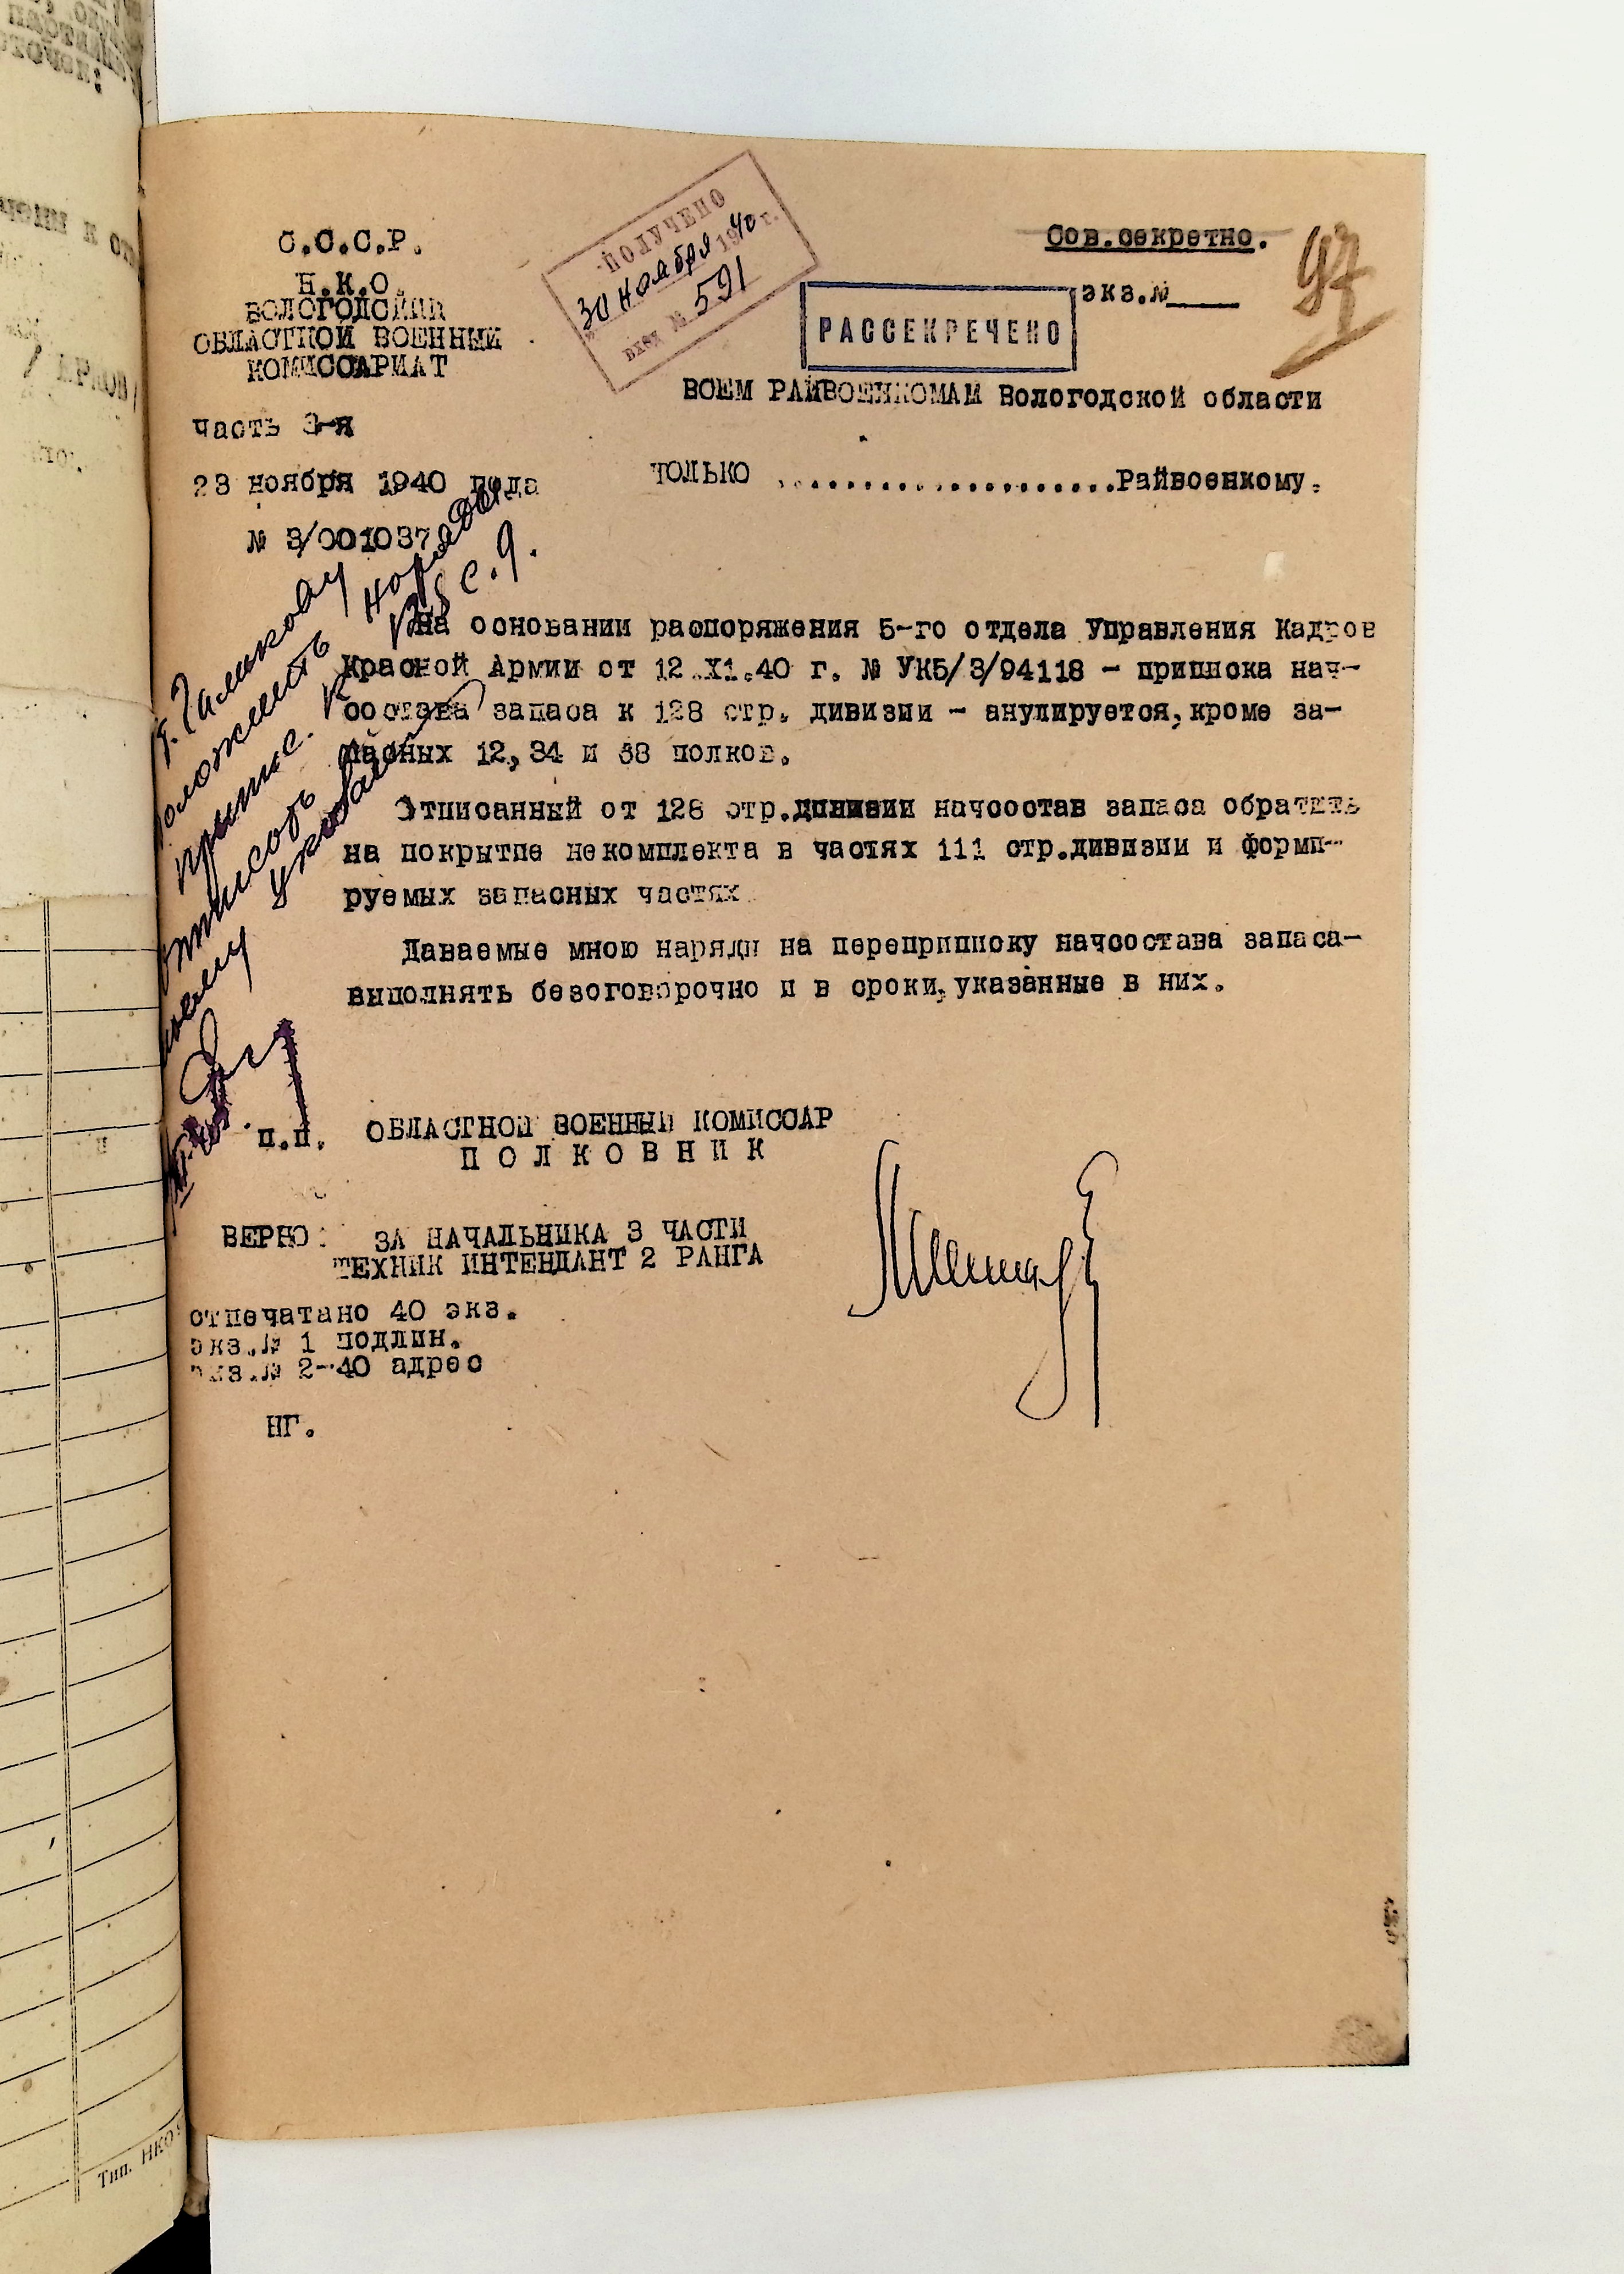 С.С.С.Р.
Н.К.О.
ВОЛОГОДСКИЙ
ОБЛАСТНОЙ ВОЕННЫЙ
КОМИССАРИАТ
часть 3-я
23 ноября 1940 года
№ 3/001037
ПОЛУЧЕНО
30 ноября 1940 г.
вход № 591
Сов.секретно.
экз.№
97
РАССЕКРЕЧЕНО
ВСЕМ РАЙВОЕНКОМАМ Вологодской области
ТОЛЬКО .....................Райвоенкому.
т. Галикову
На основании распоряжения 5-го отдела Управления Кадров
Красной Армии от 12.Х1.40 г. № УК5/3/94118 - приписка нач-
состава запаса к 128 стр. дивизии - анулируется, кроме за-
пасных 12,34 и 38 полков.
Отписанный от 128 стр.дивизии начсостав запаса обратить
на покрытие некомплекта в частях 111 стр.дивизии и форми-
руемых запасных частях
Даваемые мною наряды на переприписку начсостава запаса-
выполнять безоговорочно и в сроки, указанные в них.
п.п. ОБЛАСТНОЙ ВОЕННЫЙ КОМИССАР
ПОЛКОВНИК
ВЕРНО: ЗА НАЧАЛЬНИКА 3 ЧАСТИ
ТЕХНИК ИНТЕНДАНТ 2 РАНГА
отпечатано 40 экз.
экз.№ 1 подлин.
экз.№ 2-40 адрес
НГ.
Тип. НКО